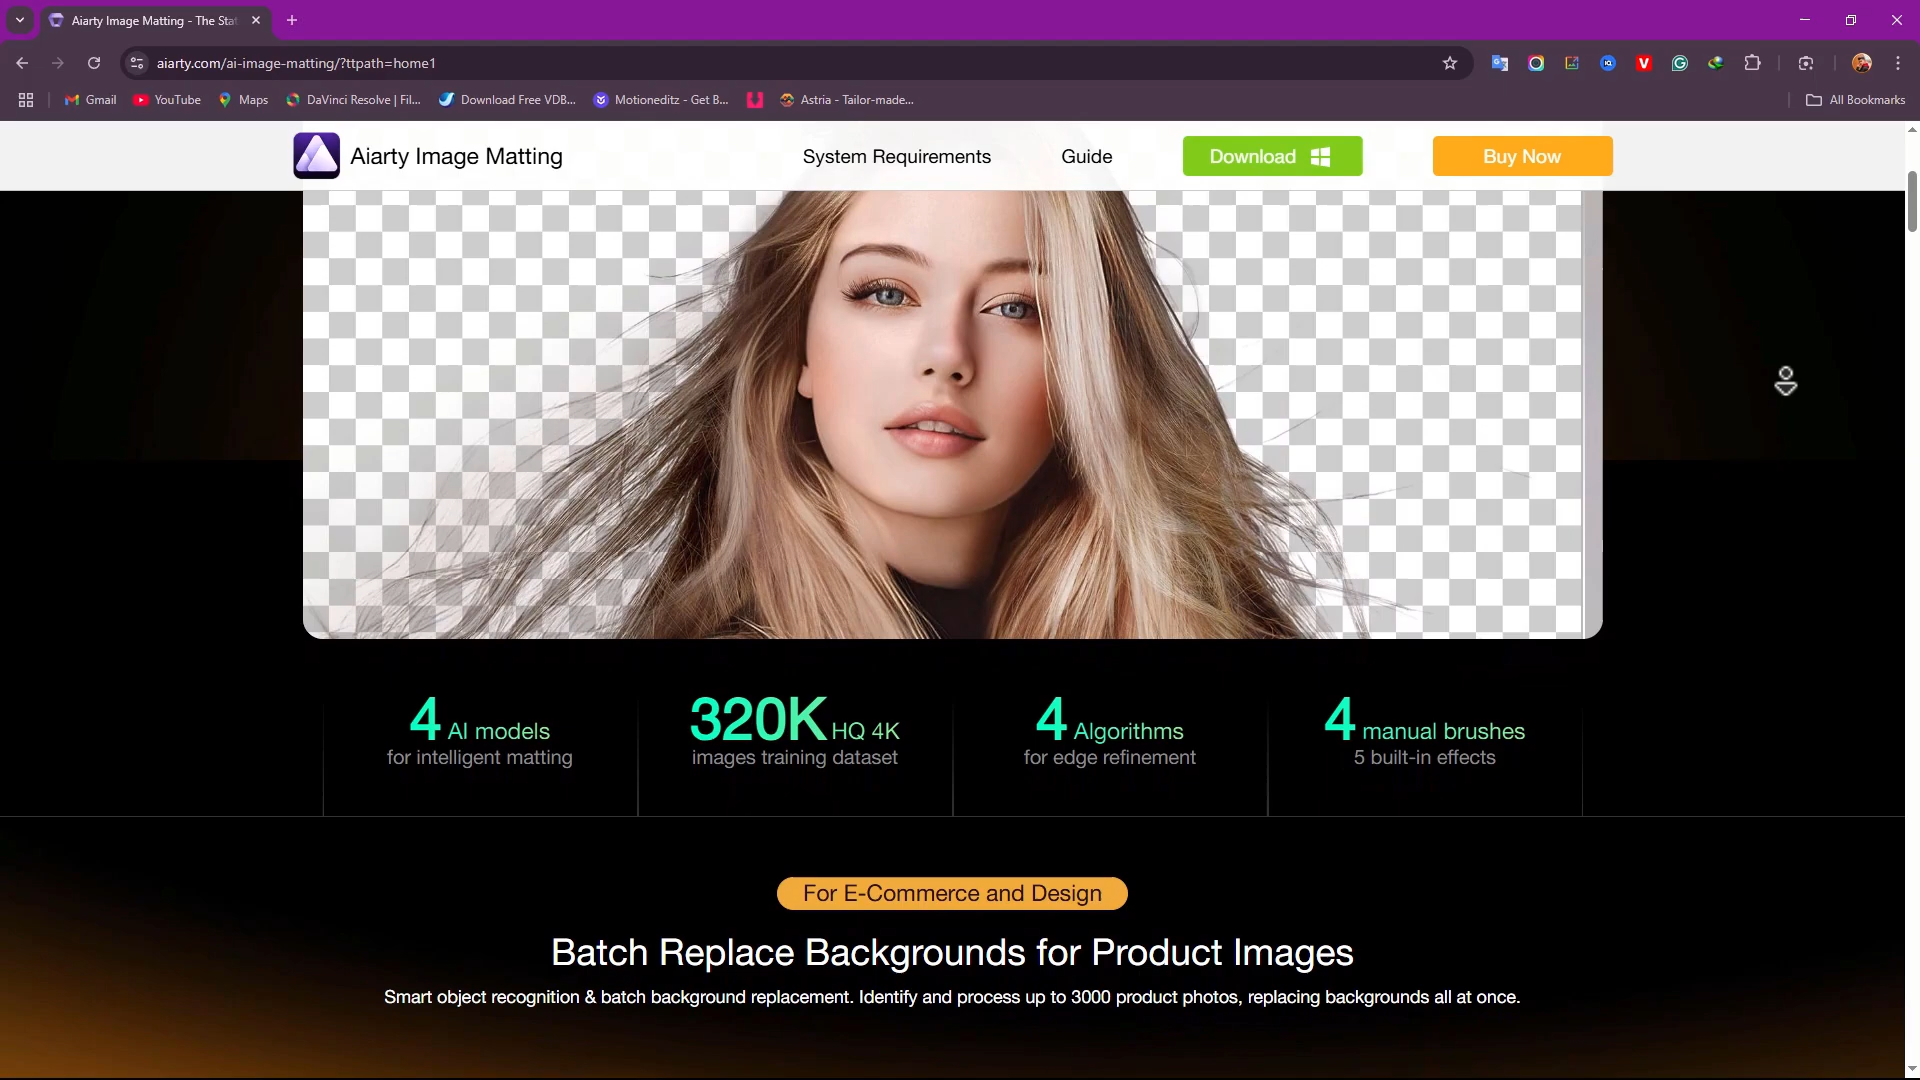 Aiarty Image Matting - The Stat
aiarty.com/ai-image-matting/?ttpath=home1
Gmail
YouTube
Maps
DaVinci Resolve | Fil...
Download Free VDB...
Motioneditz - Get B...
Astria - Tailor-made...
All Bookmarks
Aiarty Image Matting
System Requirements
Guide
Download
Buy Now
4 AI models
for intelligent matting
320K HQ 4K
images training dataset
4 Algorithms
for edge refinement
4 manual brushes
5 built-in effects
For E-Commerce and Design
Batch Replace Backgrounds for Product Images
Smart object recognition & batch background replacement. Identify and process up to 3000 product photos, replacing backgrounds all at once.